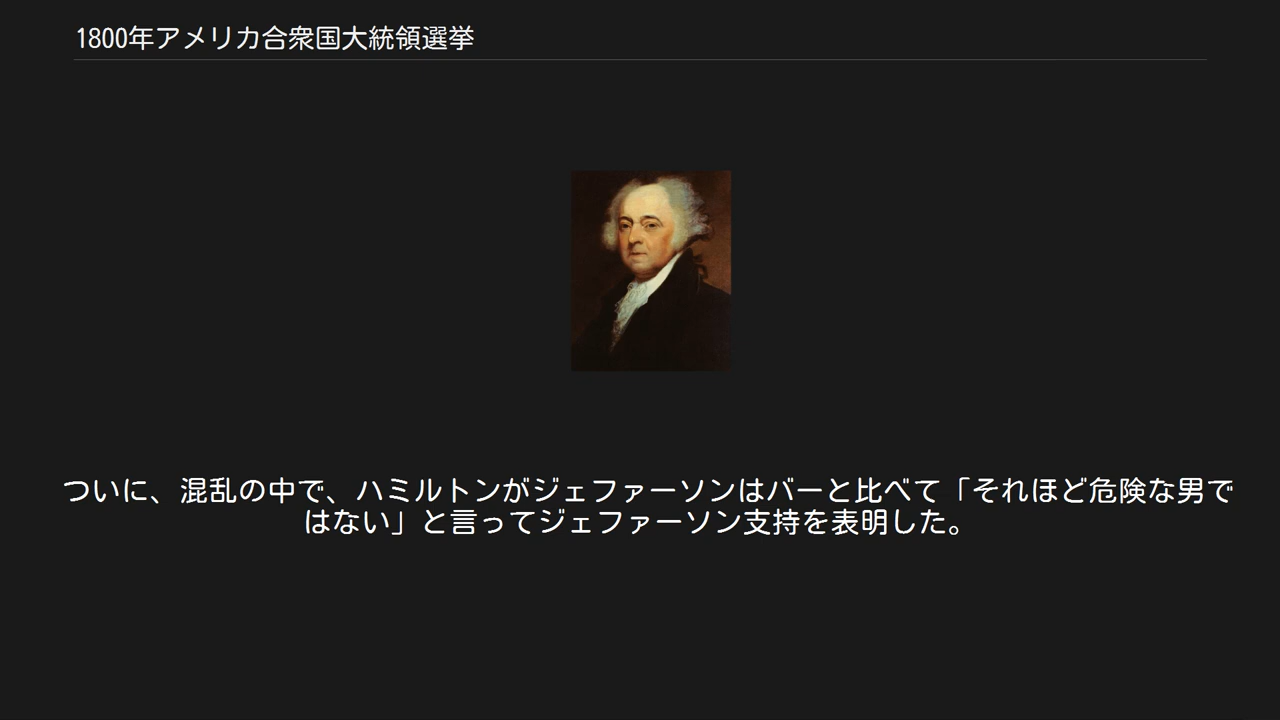 1800年アメリカ合衆国大統領選挙
ついに、混乱の中で、ハミルトンがジェファーソンはバーと比べて「それほど危険な男で
はない」と言ってジェファーソン支持を表明した。